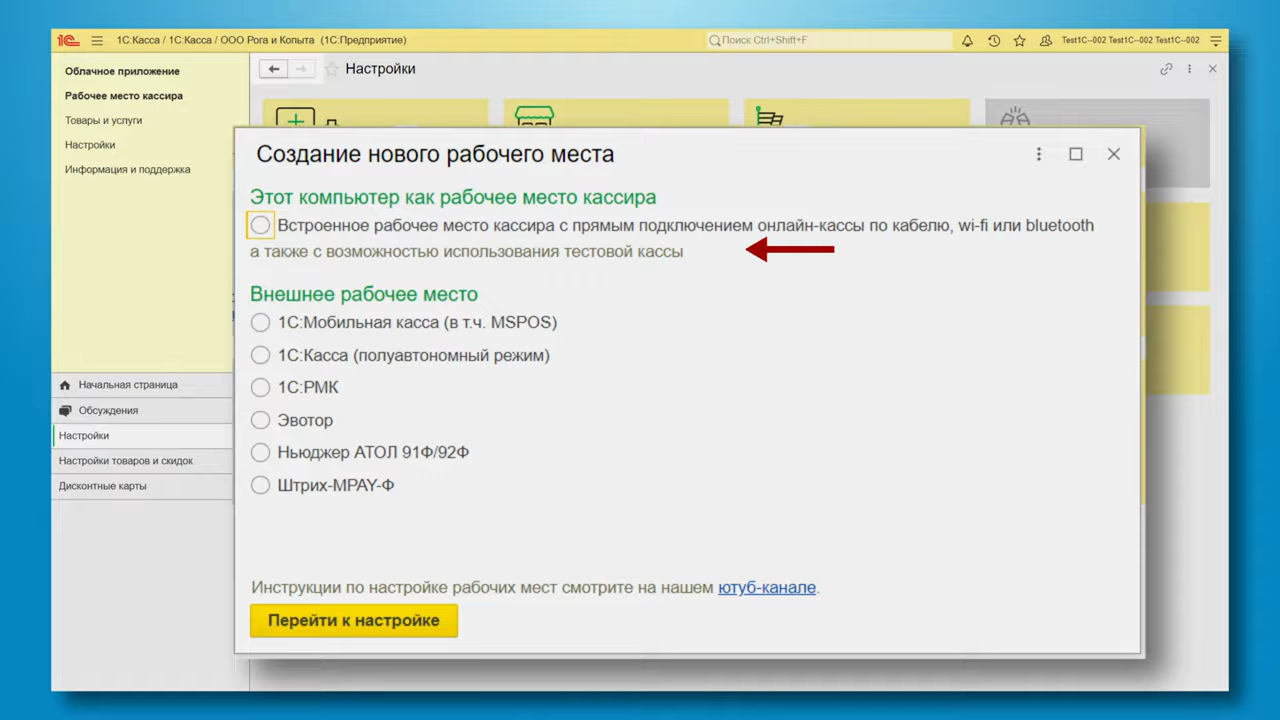 1С
1С:Касса / 1С:Касса / ООО Рога и Копыта (1С:Предприятие)
Поиск Ctrl+Shift+F
Test1C--002 Test1C--002 Test1C--002
Облачное приложение
Рабочее место кассира
Товары и услуги
Настройки
Информация и поддержка
Начальная страница
Обсуждения
Настройки
Настройки товаров и скидок
Дисконтные карты
Настройки
Создание нового рабочего места
Этот компьютер как рабочее место кассира
Встроенное рабочее место кассира с прямым подключением онлайн-кассы по кабелю, wi-fi или bluetooth
а также с возможностью использования тестовой кассы
Внешнее рабочее место
1С:Мобильная касса (в т.ч. MSPOS)
1С:Касса (полуавтономный режим)
1С:РМК
Эвотор
Ньюджер АТОЛ 91Ф/92Ф
Штрих-MPAY-Ф
Инструкции по настройке рабочих мест смотрите на нашем ютуб-канале.
Перейти к настройке